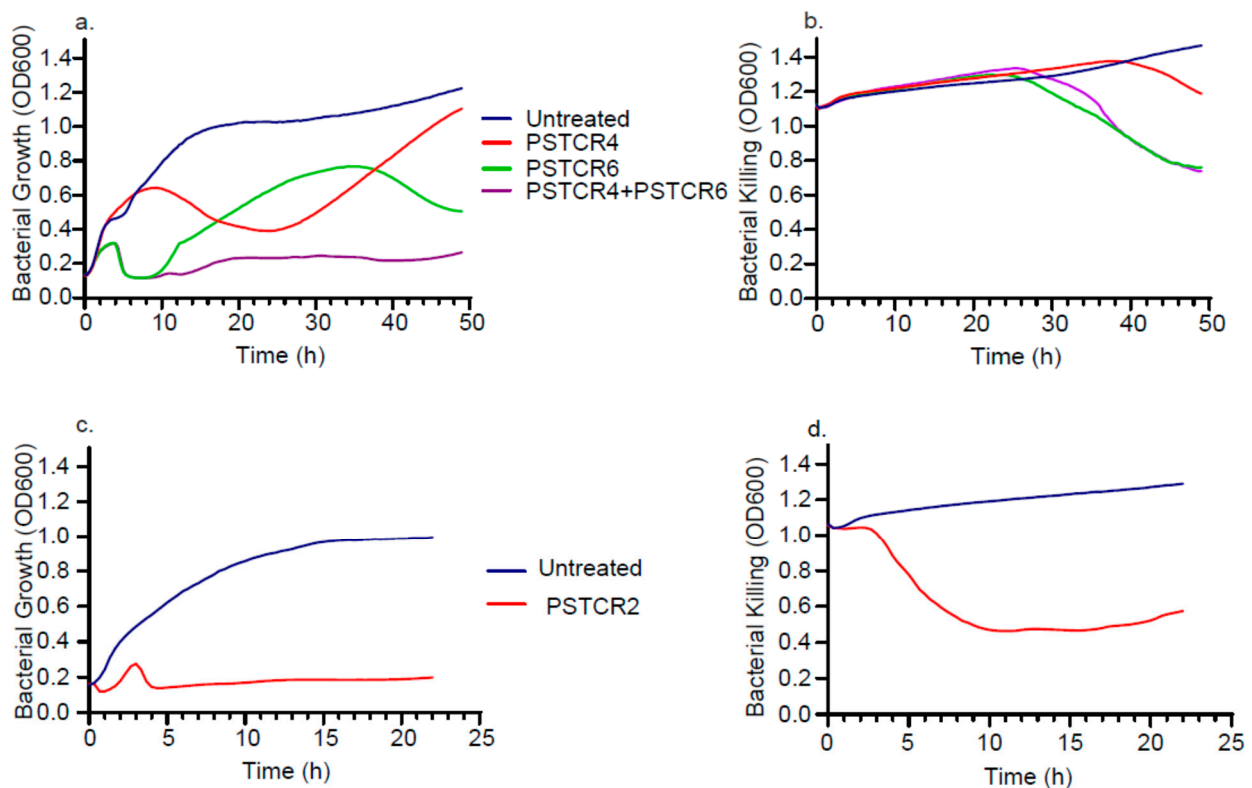 a.
Bacterial Growth (OD600)
1.4
1.2
1.0
0.8
0.6
0.4
0.2
0.0
0 10 20 30 40 50
Time (h)
Untreated
PSTCR4
PSTCR6
PSTCR4+PSTCR6
b.
Bacterial Killing (OD600)
1.4
1.2
1.0
0.8
0.6
0.4
0.2
0.0
0 10 20 30 40 50
Time (h)
c.
Bacterial Growth (OD600)
1.4
1.2
1.0
0.8
0.6
0.4
0.2
0.0
0 5 10 15 20 25
Time (h)
Untreated
PSTCR2
d.
Bacterial Killing (OD600)
1.4
1.2
1.0
0.8
0.6
0.4
0.2
0.0
0 5 10 15 20 25
Time (h)